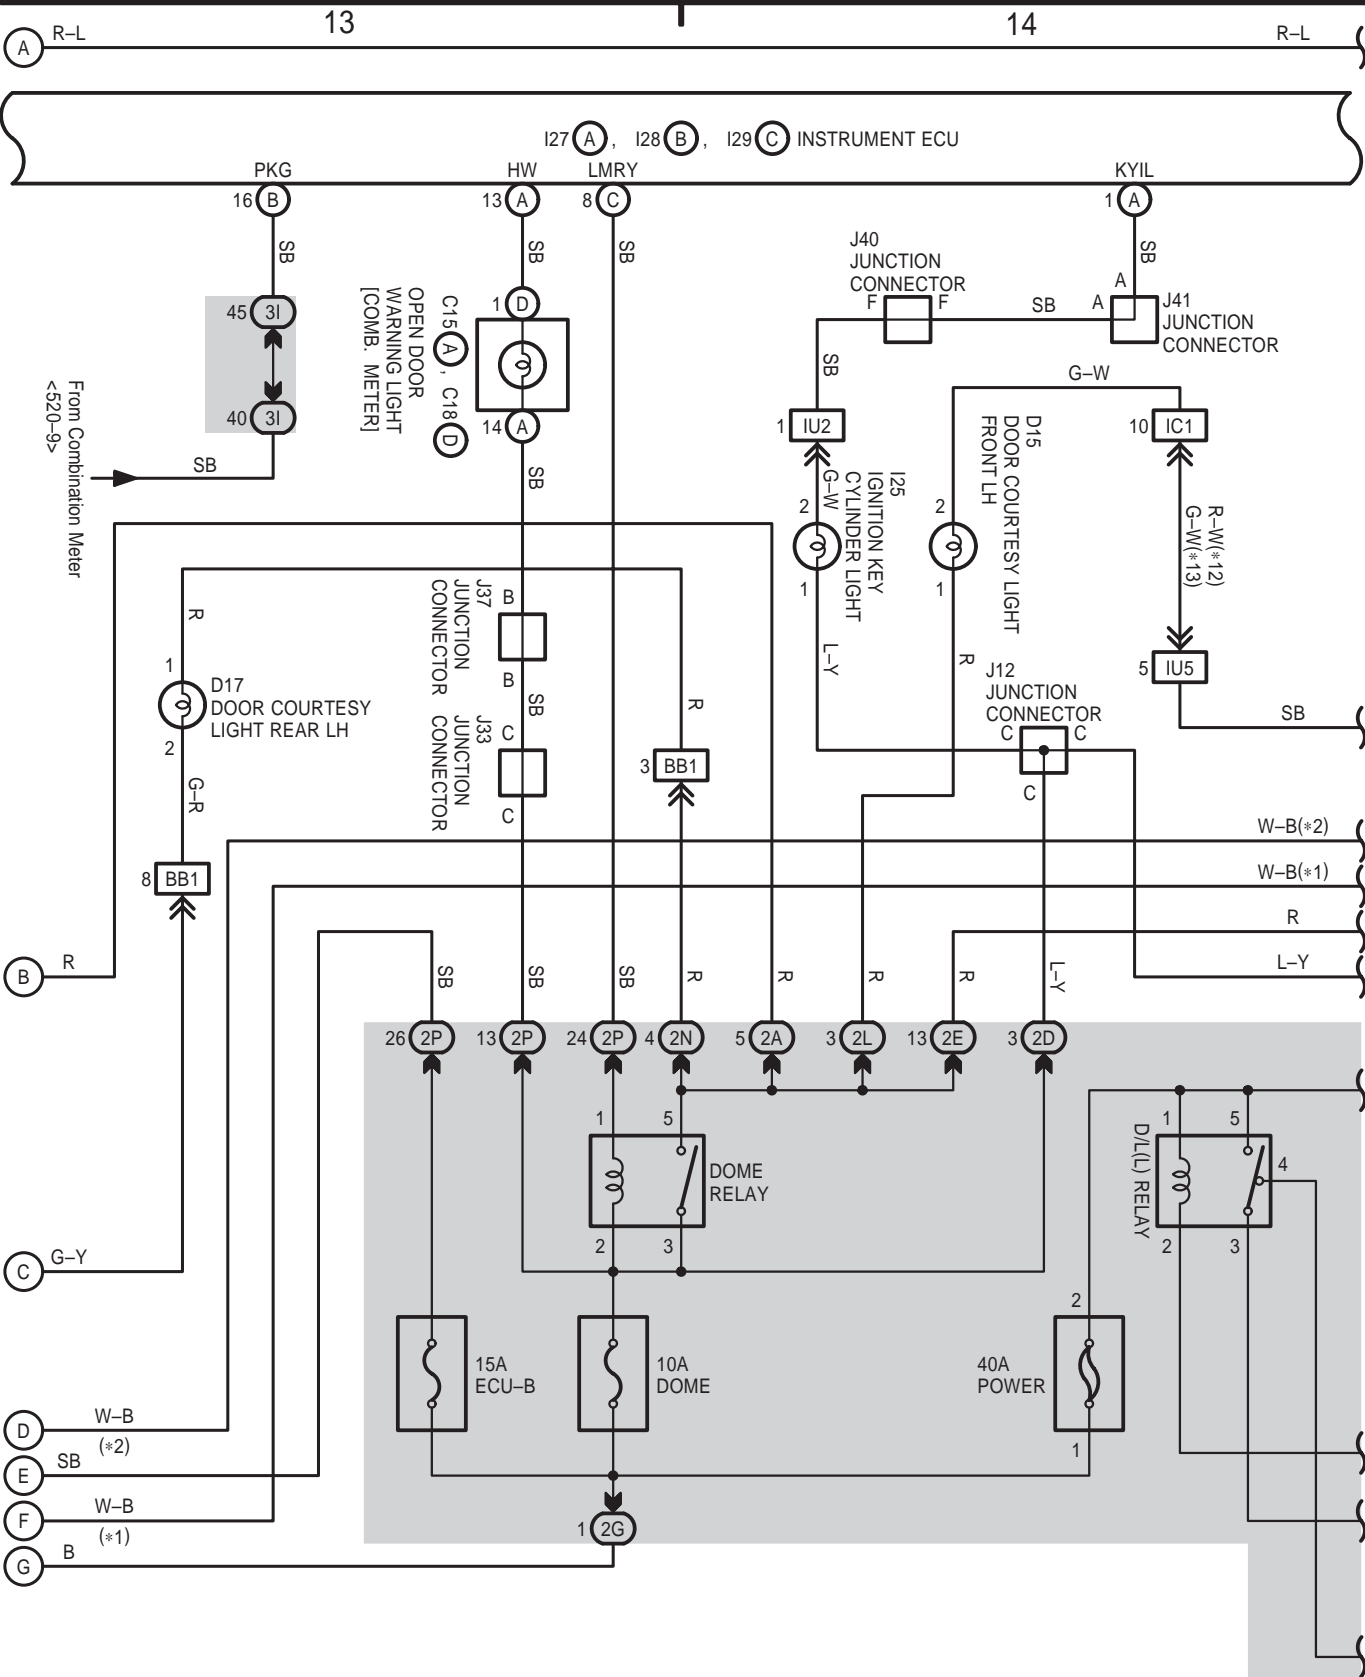 13
14
A
R–L
R–L
I27 A , I28 B , I29 C INSTRUMENT ECU
PKG
HW
LMRY
KYIL
16 B
13 A
8 C
1 A
SB
SB
SB
SB
J40
JUNCTION
CONNECTOR
F
F
SB
A
A
J41
JUNCTION
CONNECTOR
45 3I
40 3I
SB
From Combination Meter
<520–9>
1 D
C15 A , C18 D
OPEN DOOR
WARNING LIGHT
[COMB. METER]
14 A
SB
SB
1 IU2
G–W
2
1
I25
IGNITION KEY
CYLINDER LIGHT
L–Y
G–W
D15
DOOR COURTESY LIGHT
FRONT LH
2
1
R
10 IC1
R–W(*12)
G–W(*13)
5 IU5
SB
J12
JUNCTION
CONNECTOR
C
C
C
R
1
D17
DOOR COURTESY
LIGHT REAR LH
2
G–R
8 BB1
J37
JUNCTION
CONNECTOR
B
B
SB
J33
JUNCTION
CONNECTOR
C
C
R
3 BB1
W–B(*2)
W–B(*1)
R
L–Y
B
R
SB
SB
SB
R
R
R
R
L–Y
26 2P
13 2P
24 2P
4 2N
5 2A
3 2L
13 2E
3 2D
1
5
DOME
RELAY
2
3
1
5
4
D/L(L) RELAY
2
3
C
G–Y
15A
ECU–B
10A
DOME
2
40A
POWER
1
D
W–B
(*2)
E
SB
F
W–B
(*1)
G
B
1 2G